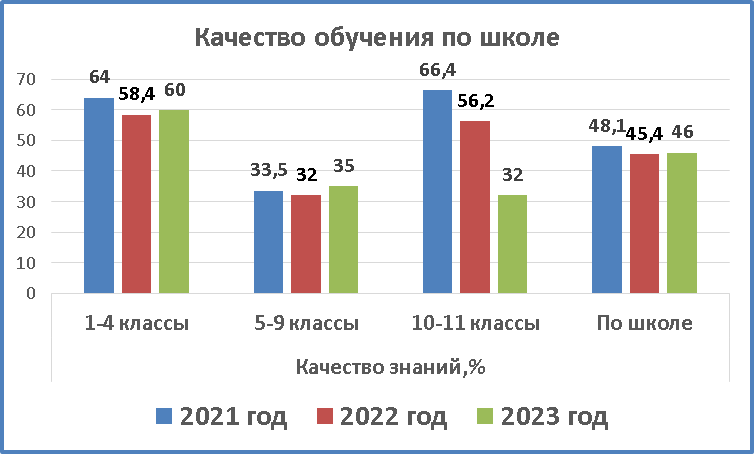 Качество обучения по школе
70
60
50
40
30
20
10
0
64
58,4
60
33,5
32
35
66,4
56,2
32
48,1
45,4
46
1-4 классы
5-9 классы
10-11 классы
По школе
Качество знаний,%
2021 год
2022 год
2023 год